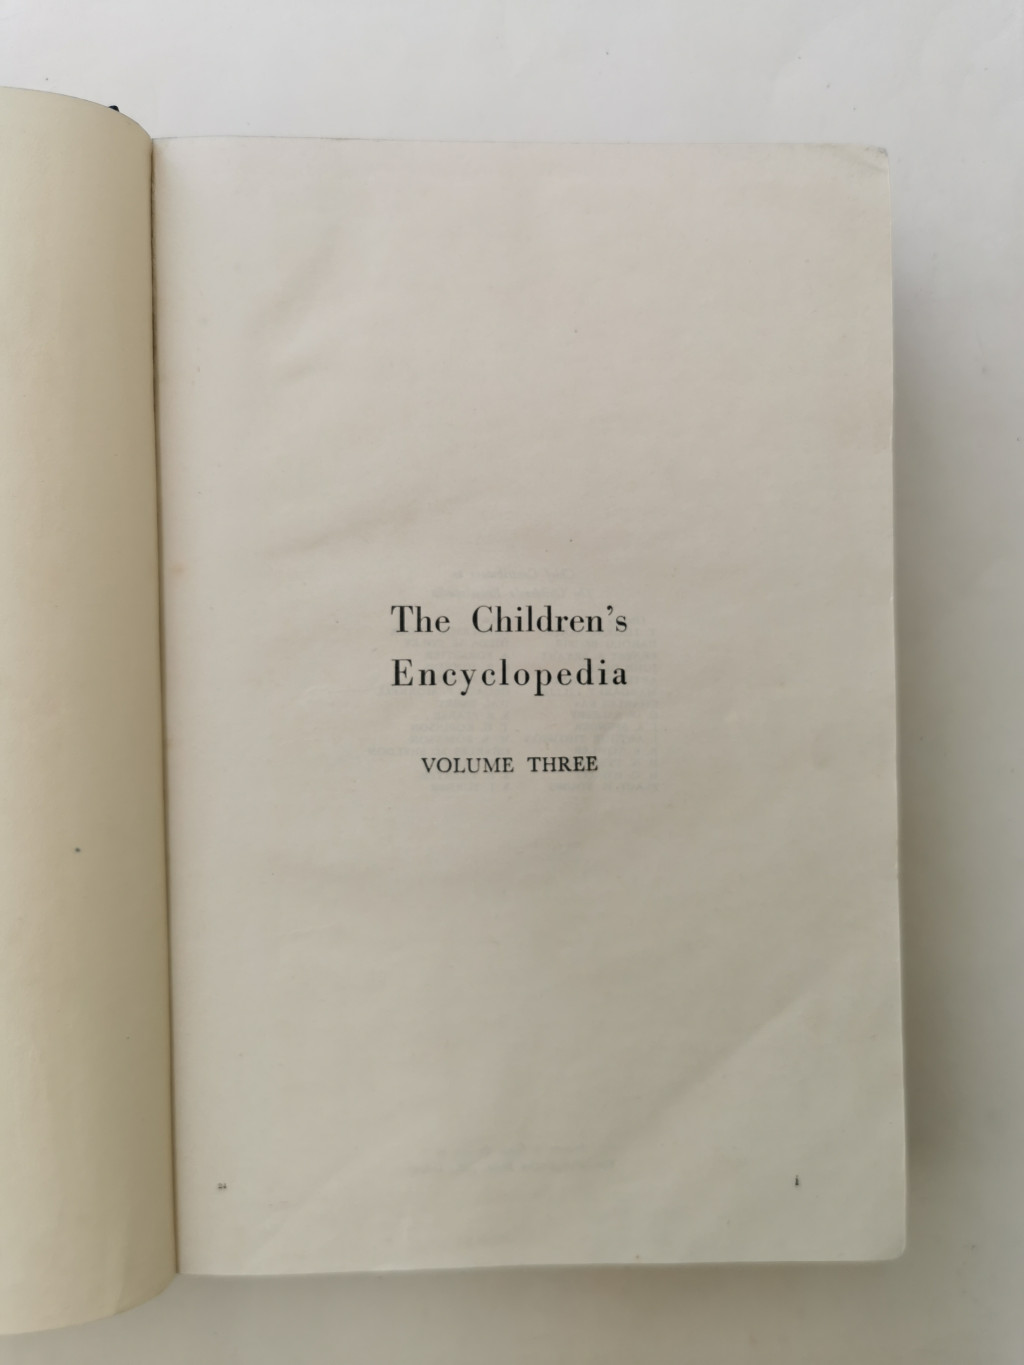 The Children's
Encyclopedia
VOLUME THREE